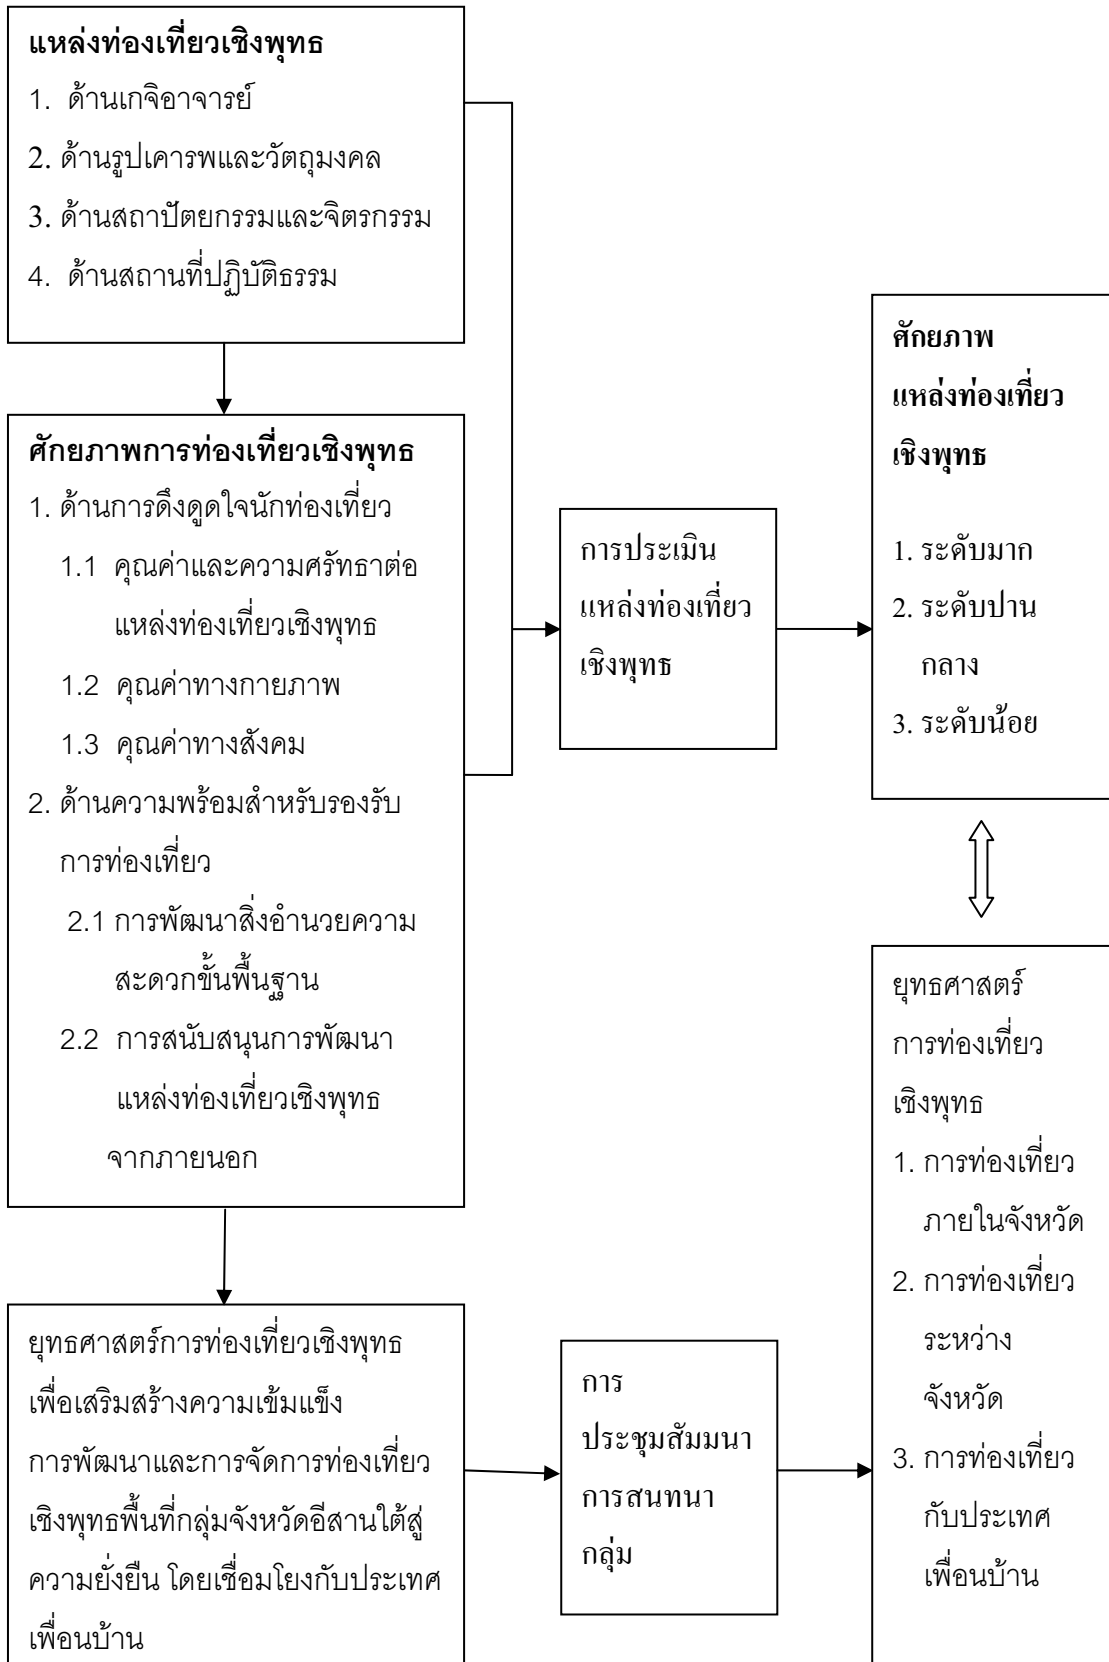 แหล่งท่องเที่ยวเชิงพุทธ
1. ด้านเกจิอาจารย์
2. ด้านรูปเคารพและวัตถุมงคล
3. ด้านสถาปัตยกรรมและจิตรกรรม
4. ด้านสถานที่ปฏิบัติธรรม
ศักยภาพการท่องเที่ยวเชิงพุทธ
1. ด้านการดึงดูดใจนักท่องเที่ยว
1.1 คุณค่าและความศรัทธาต่อ
แหล่งท่องเที่ยวเชิงพุทธ
1.2 คุณค่าทางกายภาพ
1.3 คุณค่าทางสังคม
2. ด้านความพร้อมสำหรับรองรับ
การท่องเที่ยว
2.1 การพัฒนาสิ่งอำนวยความ
สะดวกขั้นพื้นฐาน
2.2 การสนับสนุนการพัฒนา
แหล่งท่องเที่ยวเชิงพุทธ
จากภายนอก
การประเมิน
แหล่งท่องเที่ยว
เชิงพุทธ
ศักยภาพ
แหล่งท่องเที่ยว
เชิงพุทธ
1. ระดับมาก
2. ระดับปาน
กลาง
3. ระดับน้อย
ยุทธศาสตร์การท่องเที่ยวเชิงพุทธ
เพื่อเสริมสร้างความเข้มแข็ง
การพัฒนาและการจัดการท่องเที่ยว
เชิงพุทธพื้นที่กลุ่มจังหวัดอีสานใต้สู่
ความยั่งยืน โดยเชื่อมโยงกับประเทศ
เพื่อนบ้าน
การ
ประชุมสัมมนา
การสนทนา
กลุ่ม
ยุทธศาสตร์
การท่องเที่ยว
เชิงพุทธ
1. การท่องเที่ยว
ภายในจังหวัด
2. การท่องเที่ยว
ระหว่าง
จังหวัด
3. การท่องเที่ยว
กับประเทศ
เพื่อนบ้าน